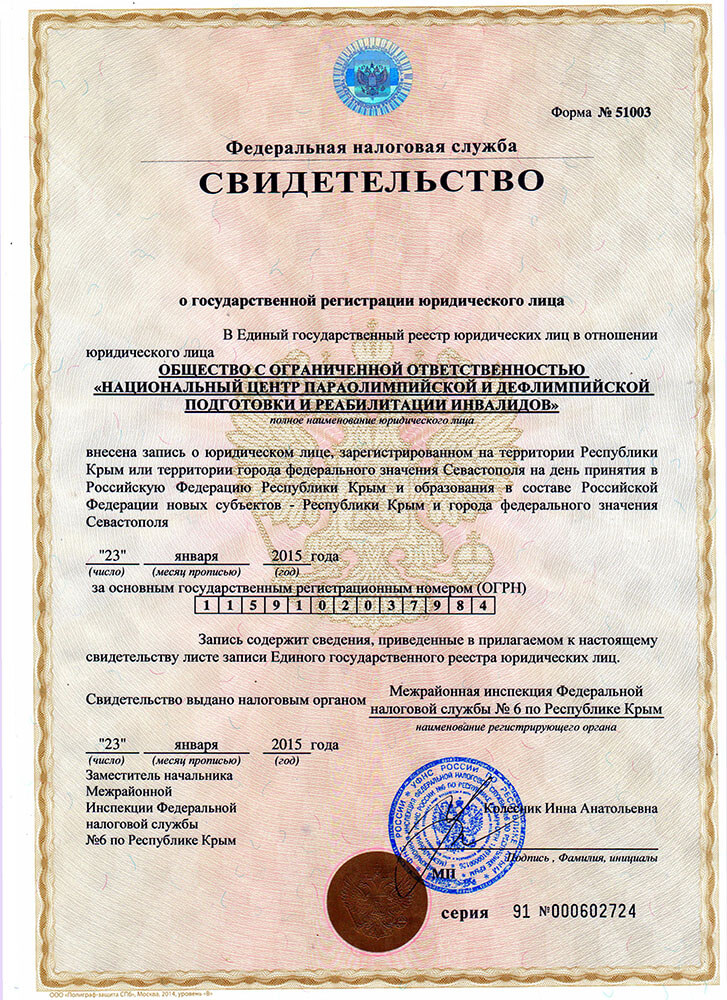 Форма № 51003
Федеральная налоговая служба
СВИДЕТЕЛЬСТВО
о государственной регистрации юридического лица
В Единый государственный реестр юридических лиц в отношении
юридического лица
ОБЩЕСТВО С ОГРАНИЧЕННОЙ ОТВЕТСТВЕННОСТЬЮ
«НАЦИОНАЛЬНЫЙ ЦЕНТР ПАРАОЛИМПИЙСКОЙ И ДЕФЛИМПИЙСКОЙ
ПОДГОТОВКИ И РЕАБИЛИТАЦИИ ИНВАЛИДОВ»
полное наименование юридического лица
внесена запись о юридическом лице, зарегистрированном на территории Республики
Крым или территории города федерального значения Севастополя на день принятия в
Российскую Федерацию Республики Крым и образования в составе Российской
Федерации новых субъектов - Республики Крым и города федерального значения
Севастополя
"23" января 2015 года
(число) (месяц прописью) (год)
за основным государственным регистрационным номером (ОГРН)
1 1 5 9 1 0 2 0 3 7 9 8 4
Запись содержит сведения, приведенные в прилагаемом к настоящему
свидетельству листе записи Единого государственного реестра юридических лиц.
Свидетельство выдано налоговым органом
Межрайонная инспекция Федеральной
налоговой службы № 6 по Республике Крым
наименование регистрирующего органа
"23" января 2015 года
(число) (месяц прописью) (год)
Заместитель начальника
Межрайонной
Инспекции Федеральной
налоговой службы
№6 по Республике Крым
Колесник Инна Анатольевна
Подпись , Фамилия, инициалы
МП
серия 91 №000602724
ООО «Полиграф-защита СПб», Москва, 2014, уровень «В»